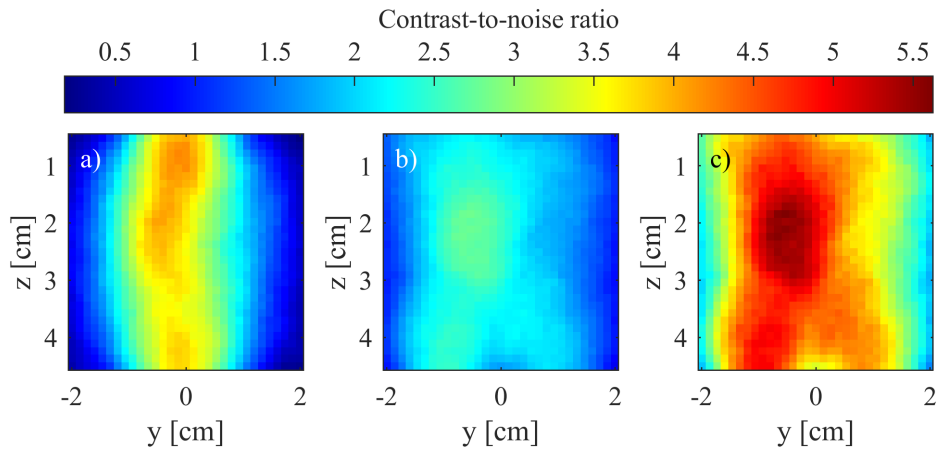 Contrast-to-noise ratio
0.5 1 1.5 2 2.5 3 3.5 4 4.5 5 5.5
a) b) c)
1 1 1
2 2 2
3 3 3
4 4 4
z [cm] z [cm] z [cm]
-2 0 2 -2 0 2 -2 0 2
y [cm] y [cm] y [cm]